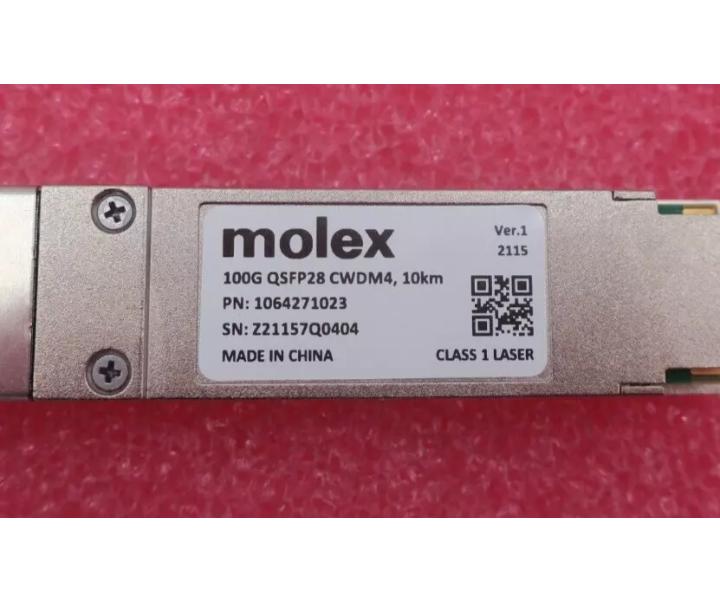 molex
Ver.1
2115
100G QSFP28 CWDM4, 10km
PN: 1064271023
SN: Z21157Q0404
MADE IN CHINA
CLASS 1 LASER